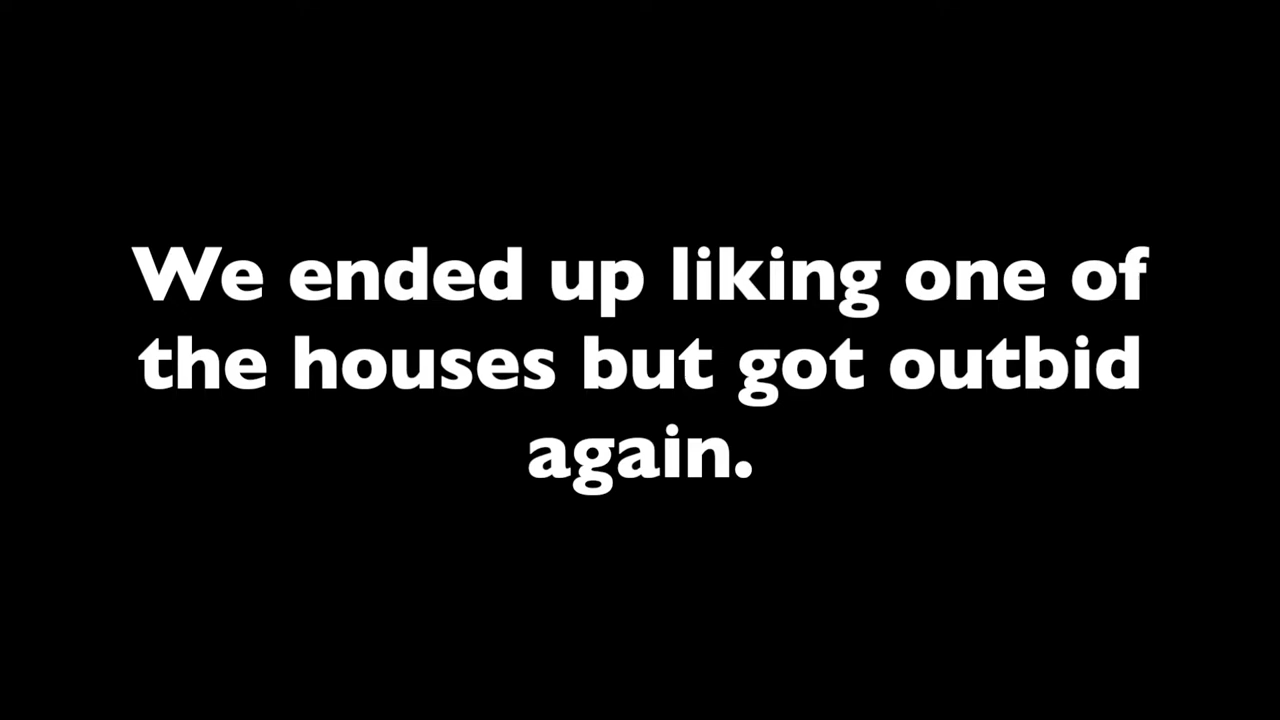 We ended up liking one of
the houses but got outbid
again.